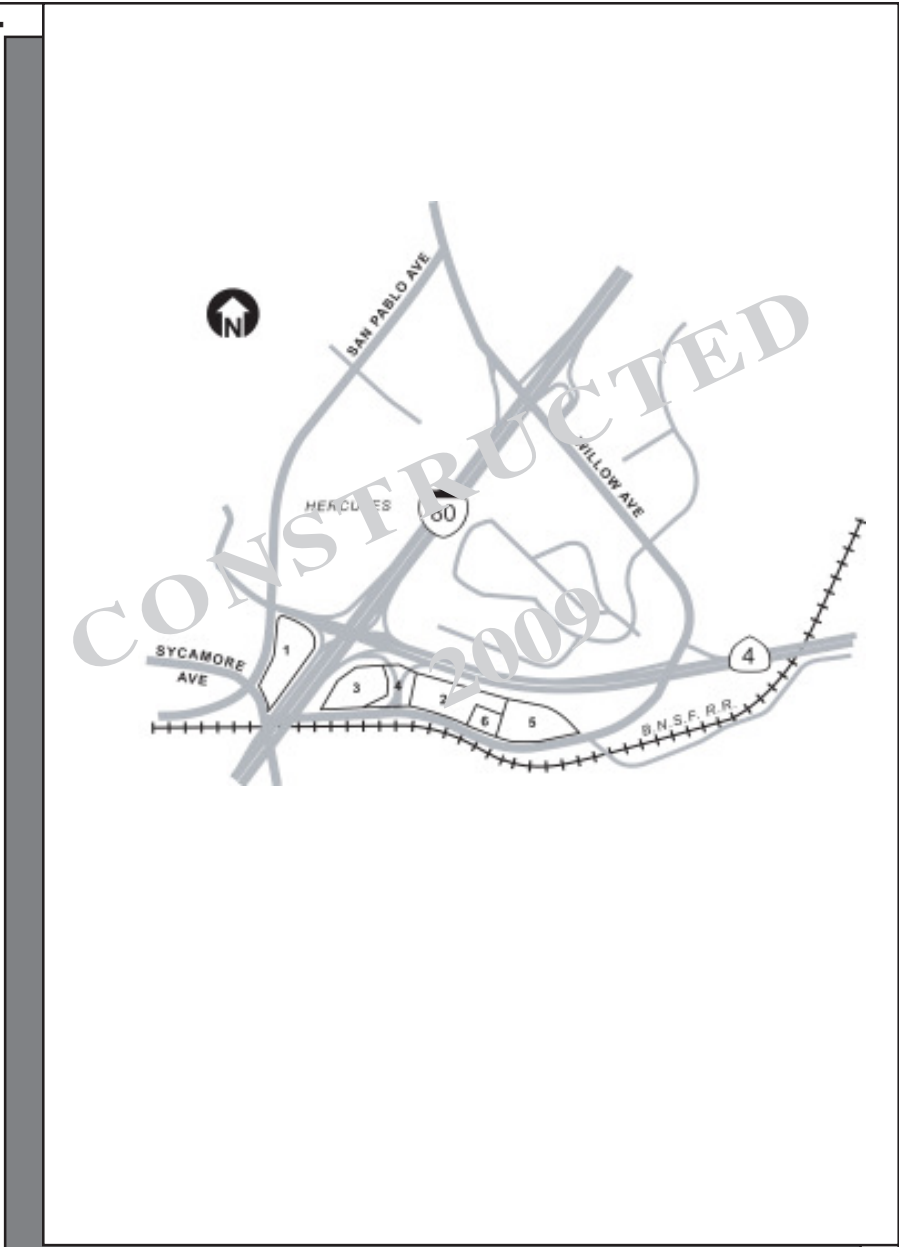 N
SAN PABLO AVE
CONSTRUCTED
2009
WILLOW AVE
HERCULES
80
SYCAMORE
AVE
1
3
4
2
6
5
4
B.N.S.F. R.R.